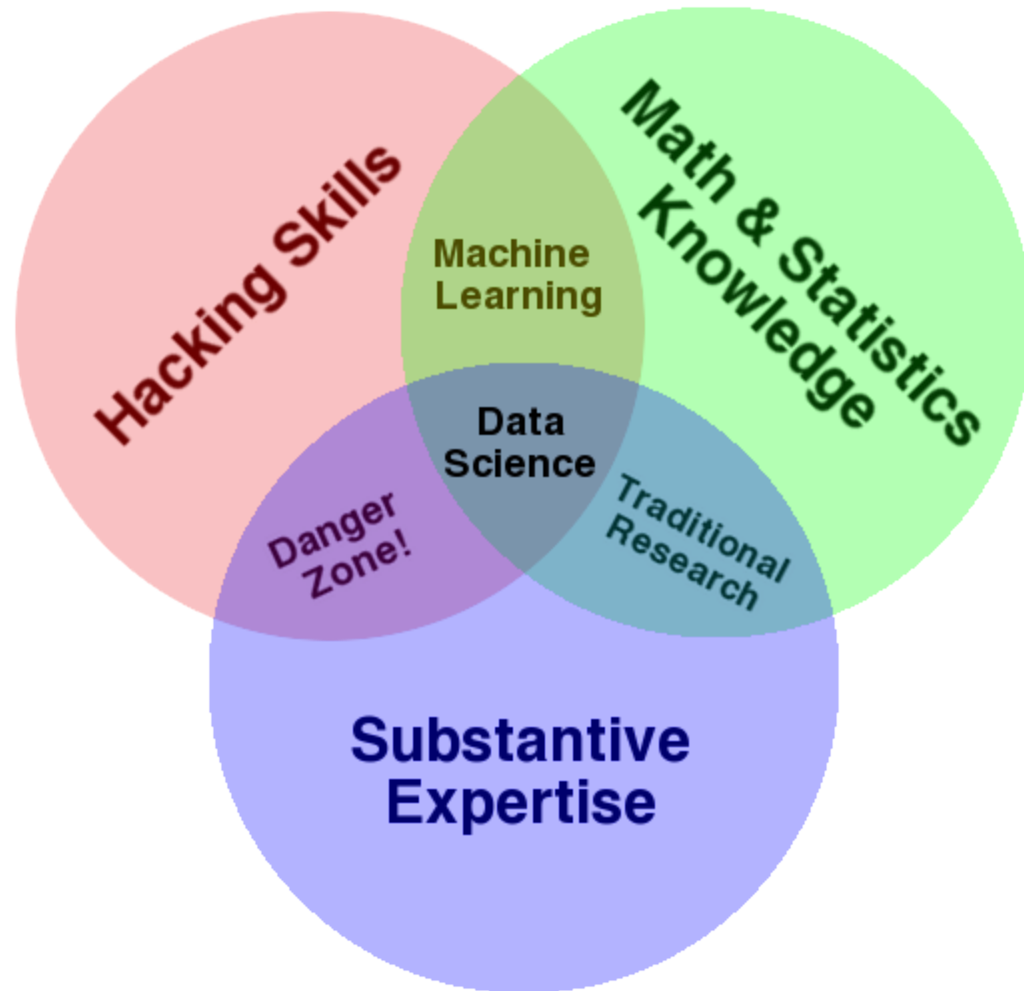 Hacking Skills
Math & Statistics
Knowledge
Machine
Learning
Data
Science
Danger
Zone!
Traditional
Research
Substantive
Expertise